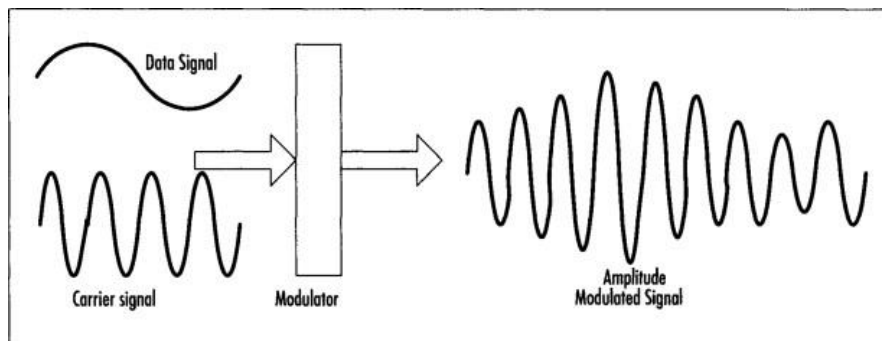 Data Signal
Carrier signal
Modulator
Amplitude
Modulated Signal